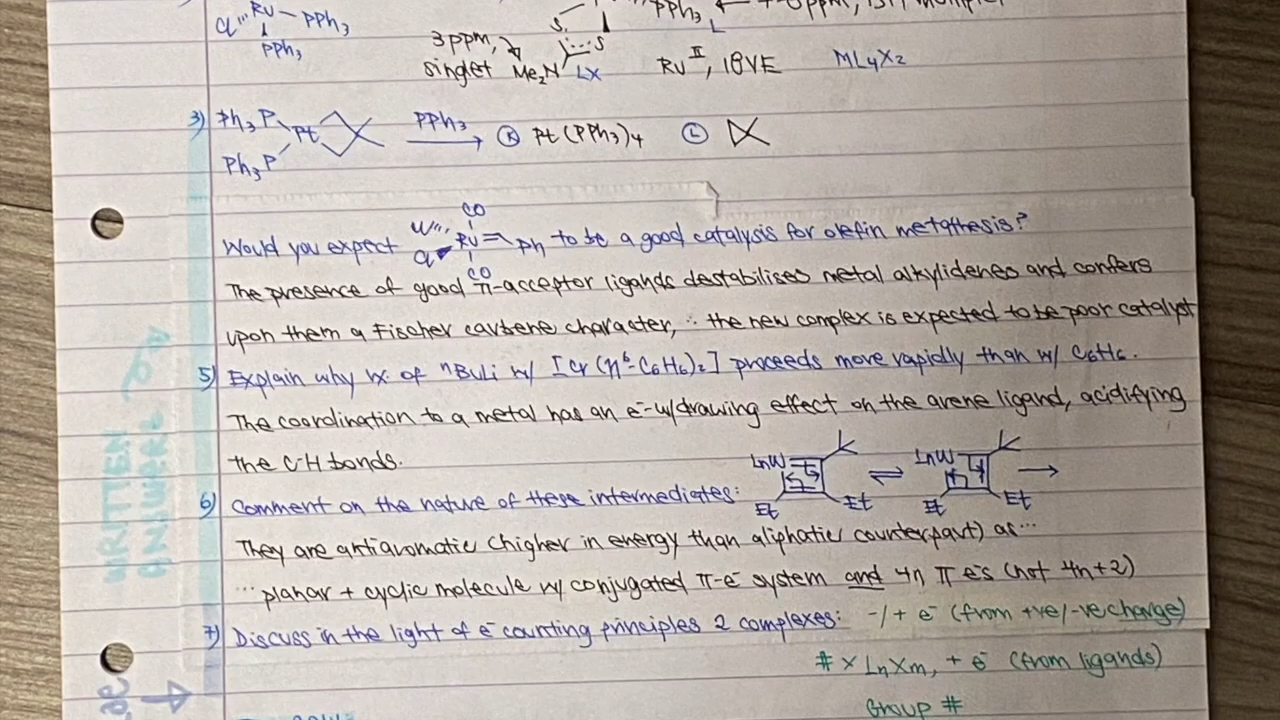 Cl Ru — PPh3
PPh3
PPh3
3ppm,
singlet Me2N LX
S S
L
Ru II, 18VE ML4X2
3) Ph3P Pt PPh3 → Ⓡ Pt(PPh3)4 Ⓛ
Ph3P
Would you expect Cl Cl Ru CO CO Ph to be a good catalysis for olefin metathesis?
The presence of good π-acceptor ligands destabilises metal alkylidenes and confers
upon them a Fischer carbene character, ∴ the new complex is expected to be poor catalyst
5) Explain why rx. of ⁿBuLi w/ [Cr(η⁶-C6H6)2] proceeds more rapidly than w/ C6H6.
The coordination to a metal has an e⁻w/drawing effect on the arene ligand, acidifying
the C-H bonds.
6) Comment on the nature of these intermediates: LnW Et Et ⇌ LnW Et Et →
They are antiaromatic (higher in energy than aliphatic counterpart) as...
...planar + cyclic molecule w/ conjugated π-e⁻ system and 4n π e⁻s (not 4n+2)
7) Discuss in the light of e⁻ counting principles 2 complexes: -/+ e⁻ (from +ve/-ve charge)
# x LnXm, + e⁻ (from ligands)
Group #
WRITTEN
ANSWERS